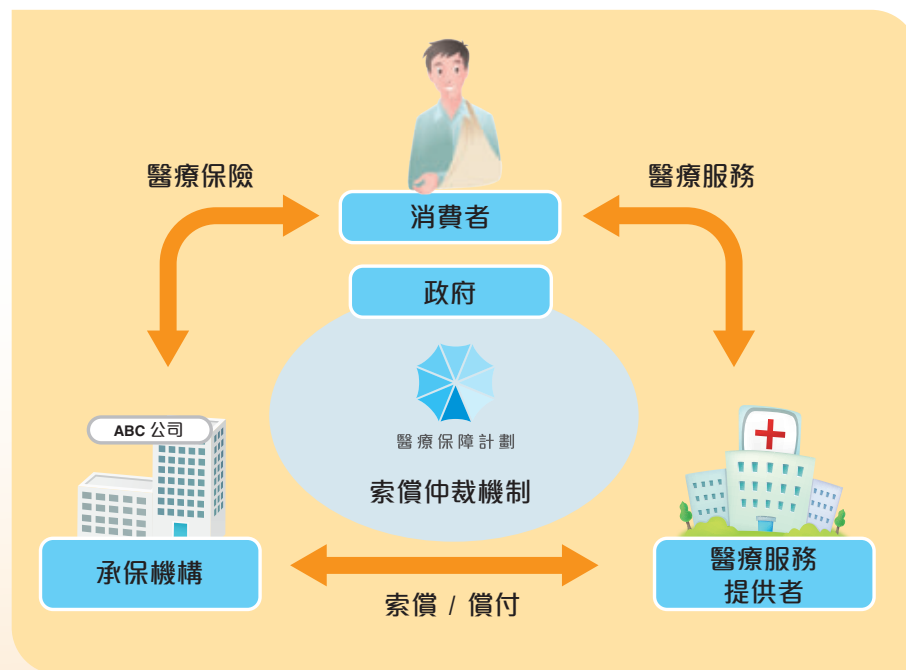 醫療保險
醫療服務
消費者
政府
ABC 公司
醫療保障計劃
索償仲裁機制
承保機構
醫療服務
提供者
索償 / 償付